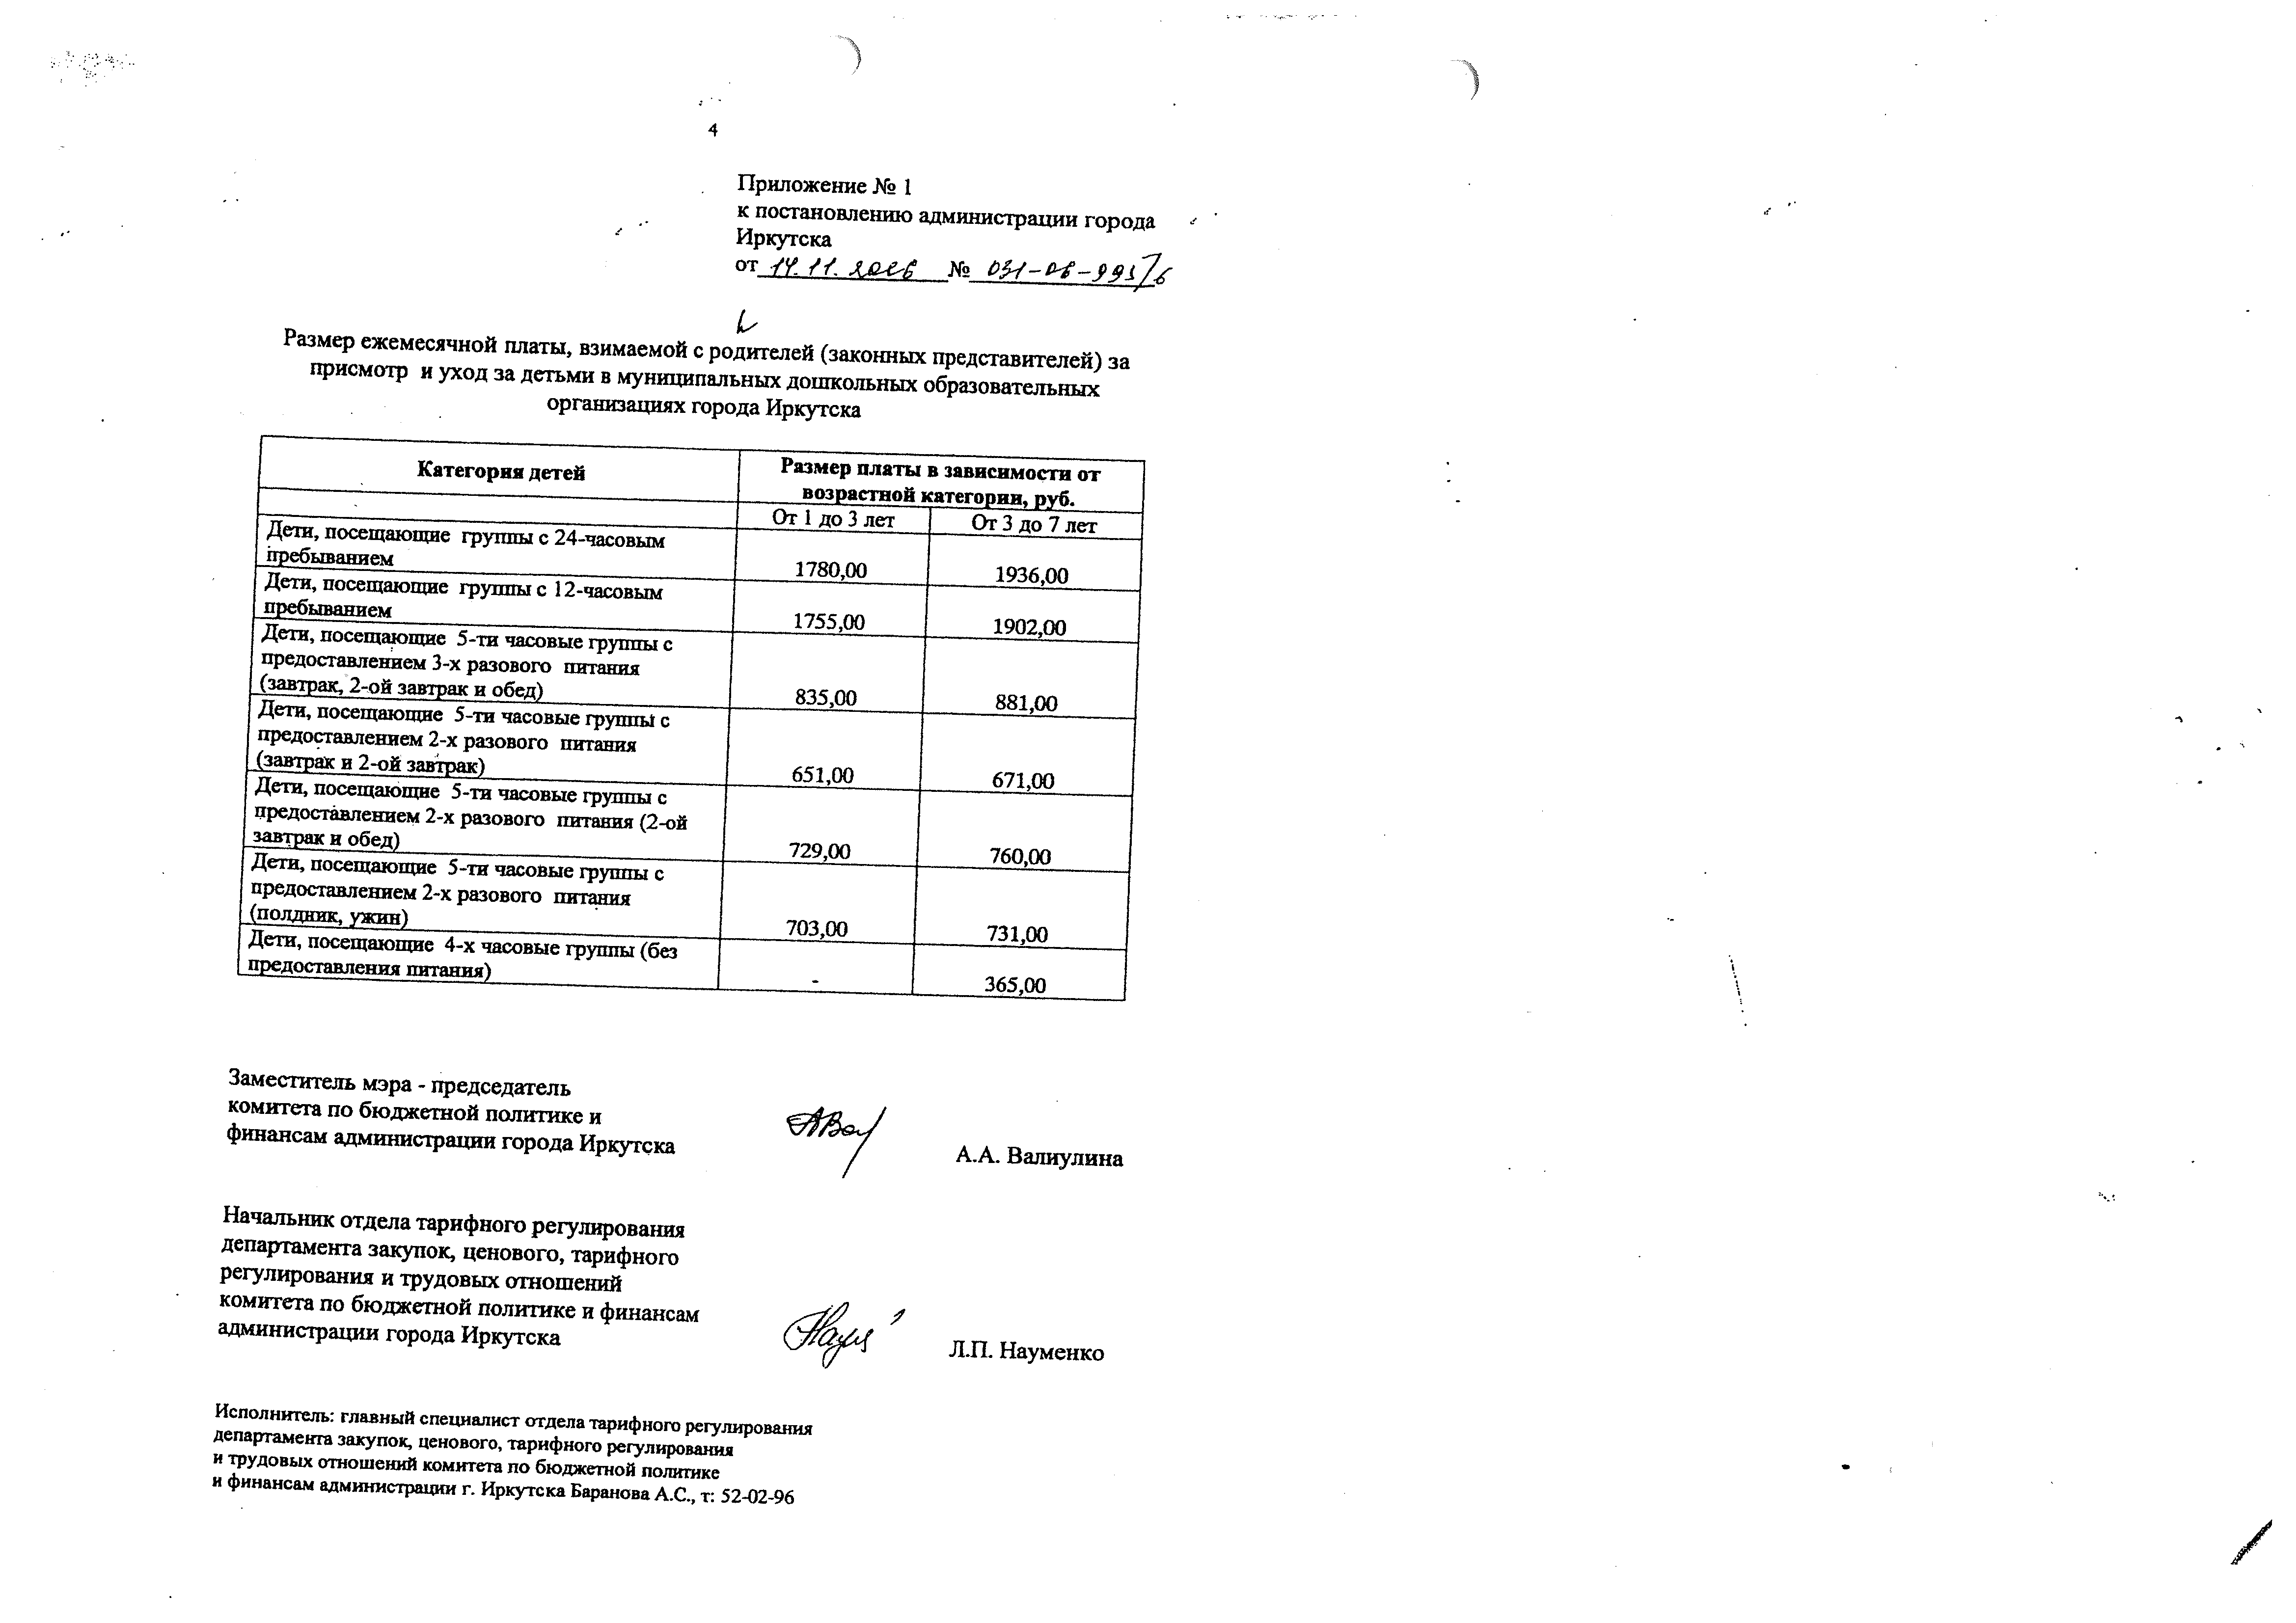 4
Приложение № 1
к постановлению администрации города
Иркутска
от 14.11. № 031-06-995/6
Размер ежемесячной платы, взимаемой с родителей (законных представителей) за
присмотр и уход за детьми в муниципальных дошкольных образовательных
организациях города Иркутска
Категория детей
Размер платы в зависимости от
возрастной категории, руб.
От 1 до 3 лет От 3 до 7 лет
Дети, посещающие группы с 24-часовым
пребыванием
1780,00 1936,00
Дети, посещающие группы с 12-часовым
пребыванием
1755,00 1902,00
Дети, посещающие 5-ти часовые группы с
предоставлением 3-х разового питания
(завтрак, 2-ой завтрак и обед)
835,00 881,00
Дети, посещающие 5-ти часовые группы с
предоставлением 2-х разового питания
(завтрак и 2-ой завтрак)
651,00 671,00
Дети, посещающие 5-ти часовые группы с
предоставлением 2-х разового питания (2-ой
завтрак и обед)
729,00 760,00
Дети, посещающие 5-ти часовые группы с
предоставлением 2-х разового питания
(полдник, ужин)
703,00 731,00
Дети, посещающие 4-х часовые группы (без
предоставления питания)
- 365,00
Заместитель мэра - председатель
комитета по бюджетной политике и
финансам администрации города Иркутска
А.А. Валиулина
Начальник отдела тарифного регулирования
департамента закупок, ценового, тарифного
регулирования и трудовых отношений
комитета по бюджетной политике и финансам
администрации города Иркутска
Л.П. Науменко
Исполнитель: главный специалист отдела тарифного регулирования
департамента закупок, ценового, тарифного регулирования
и трудовых отношений комитета по бюджетной политике
и финансам администрации г. Иркутска Баранова А.С., т: 52-02-96